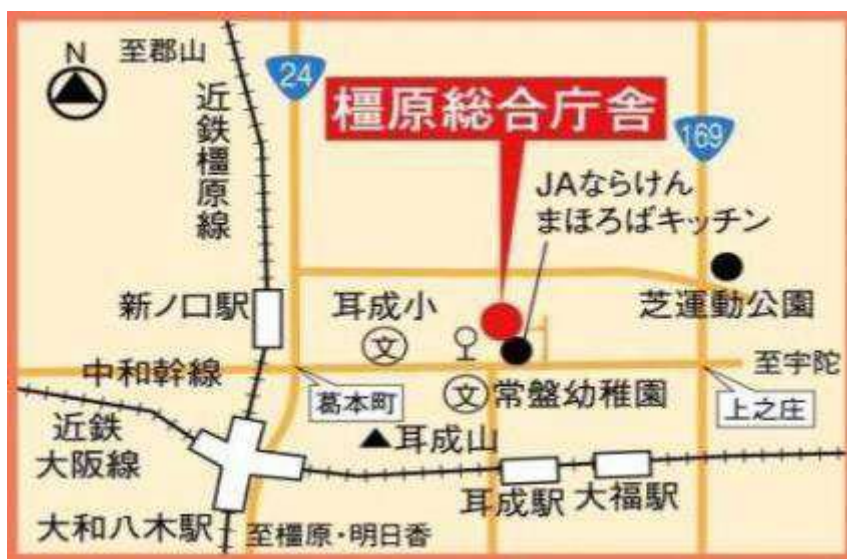 N
至郡山
24
近鉄橿原線
橿原総合庁舎
169
JAならけん
まほろばキッチン
新ノ口駅
耳成小
文
芝運動公園
中和幹線
葛本町
文
常盤幼稚園
至宇陀
上之庄
近鉄
大阪線
耳成山
耳成駅
大福駅
大和八木駅
至橿原・明日香